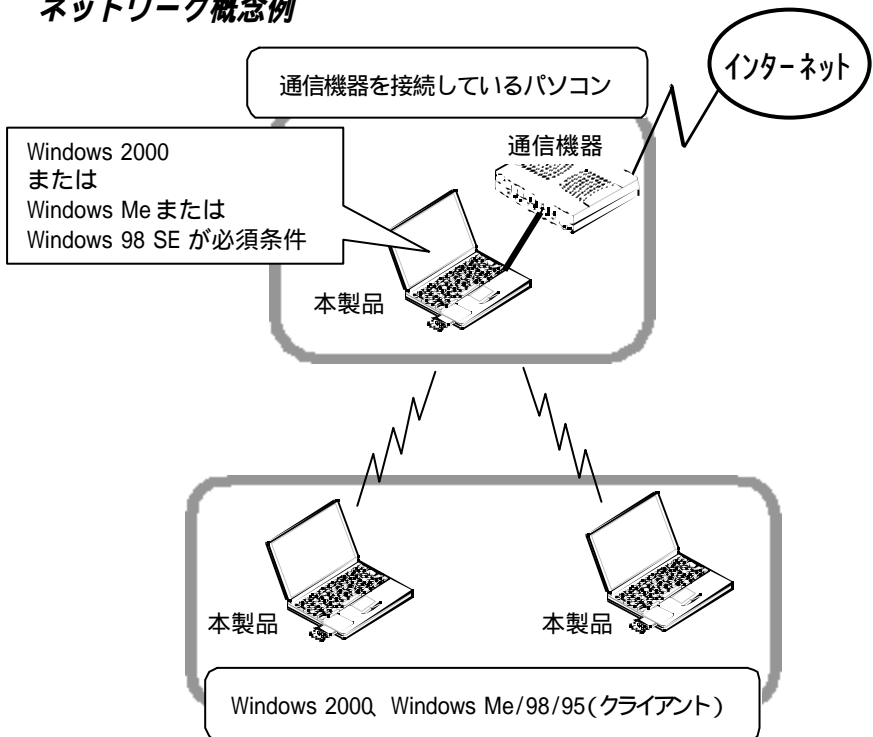 ネットワーク概念例
通信機器を接続しているパソコン
インターネット
Windows 2000
または
Windows Me または
Windows 98 SE が必須条件
通信機器
本製品
本製品
本製品
Windows 2000、Windows Me/98/95(クライアント)